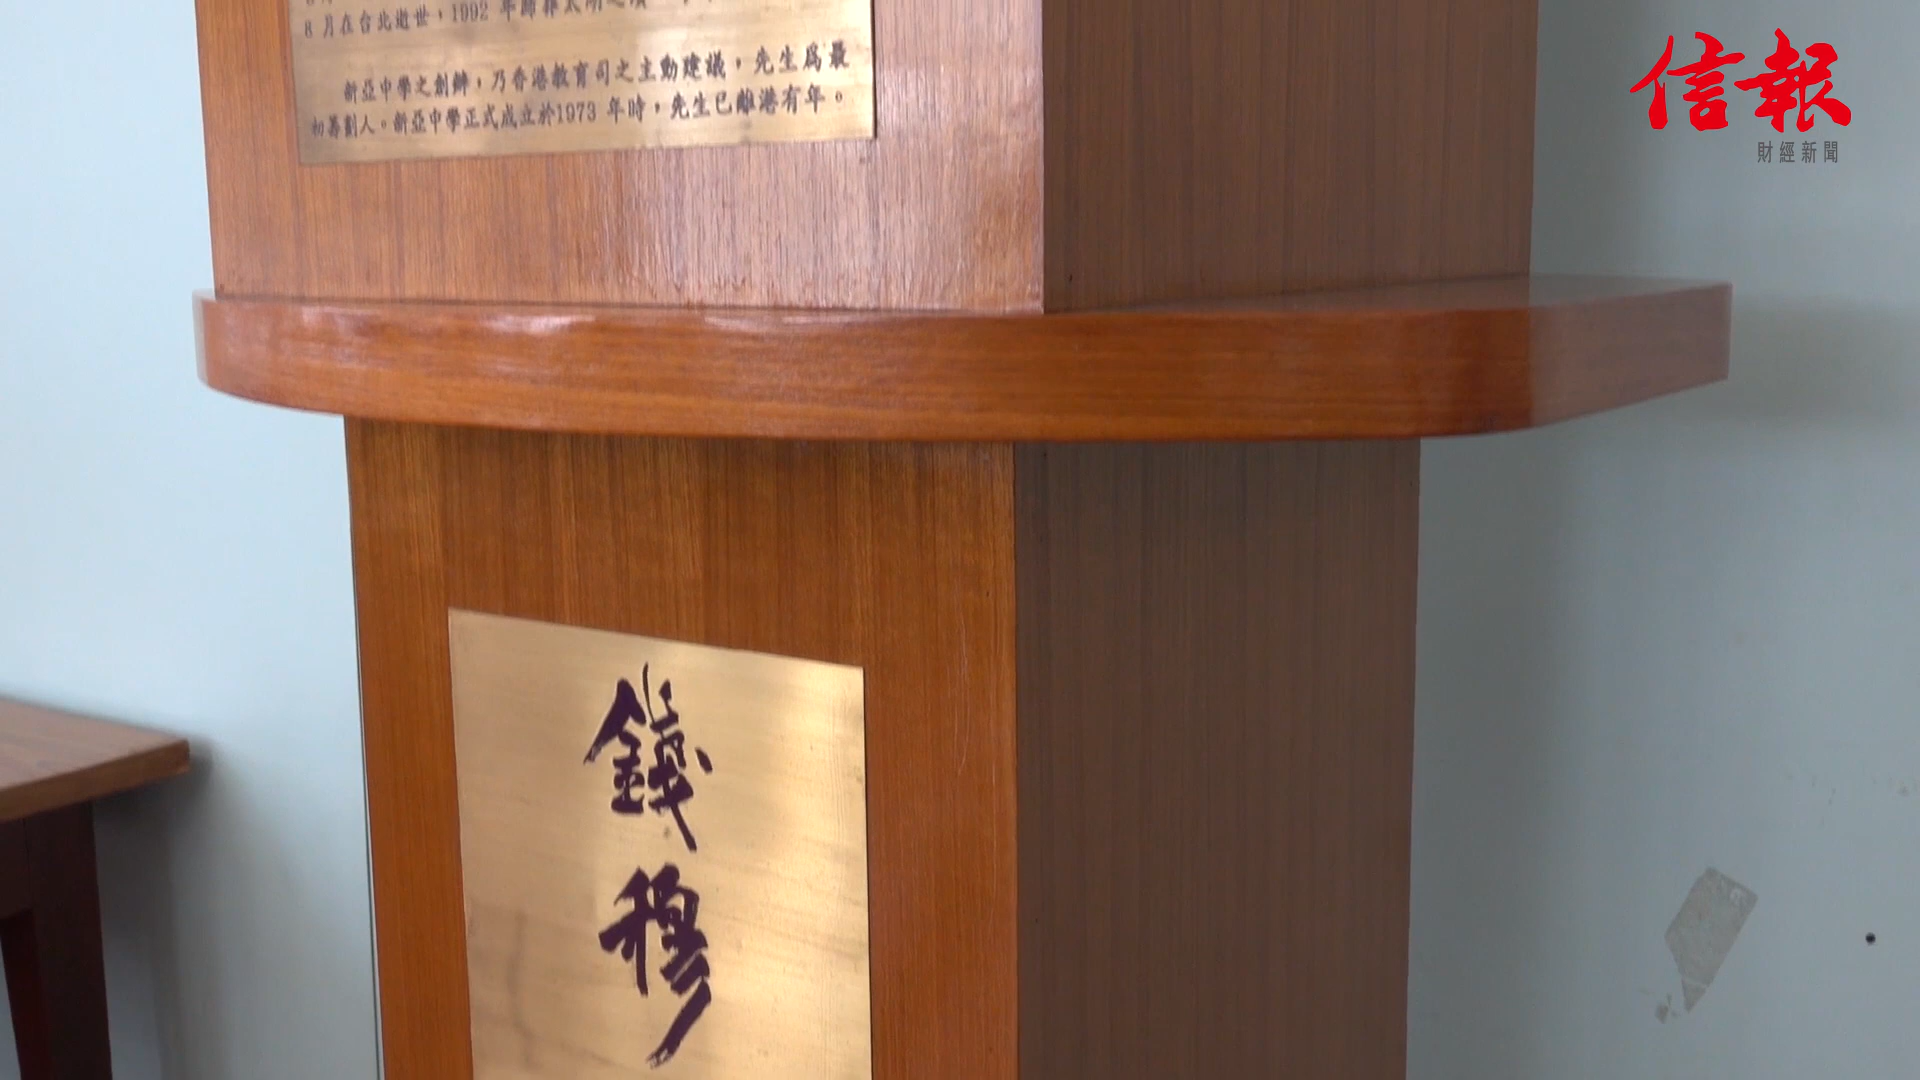 8 月在台北逝世，1992 年歸葬太湖之濱
新亞中學之創辦，乃香港教育司之主動建議，先生爲最
初籌劃人。新亞中學正式成立於1973 年時，先生已離港有年。
錢穆
信報
財經新聞